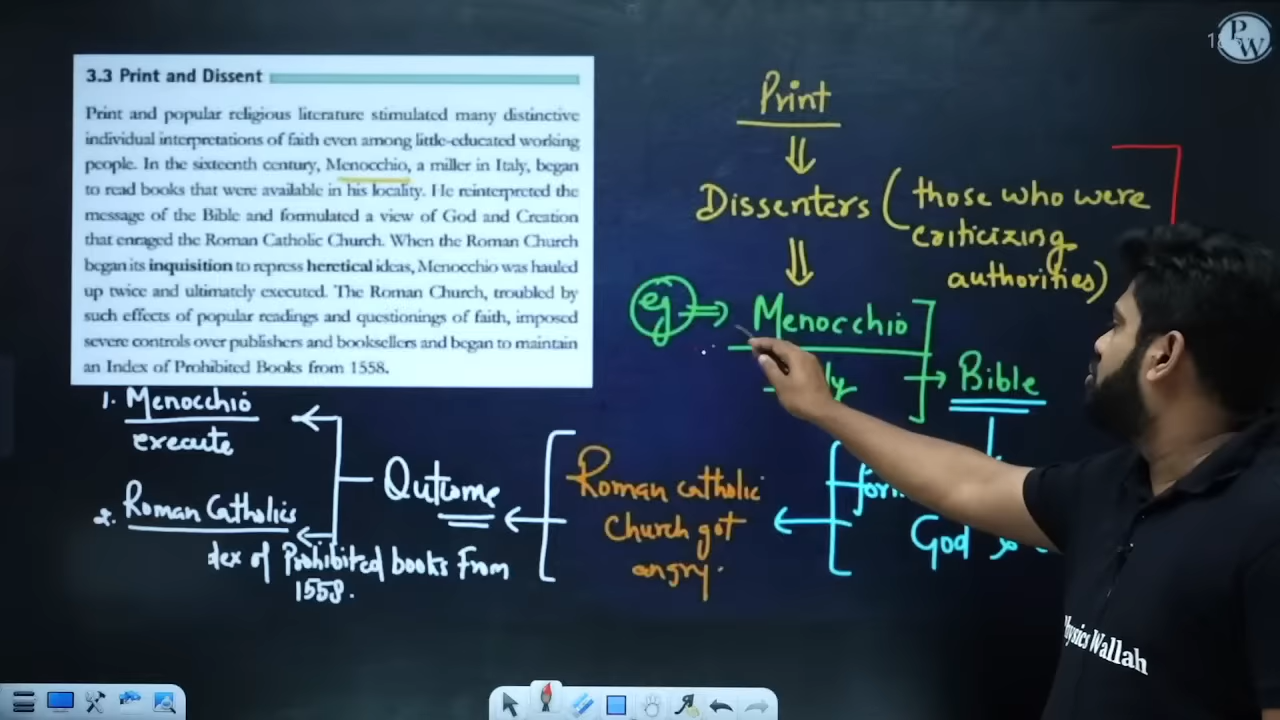 PW
3.3 Print and Dissent
Print and popular religious literature stimulated many distinctive
individual interpretations of faith even among little-educated working
people. In the sixteenth century, Menocchio, a miller in Italy, began
to read books that were available in his locality. He reinterpreted the
message of the Bible and formulated a view of God and Creation
that enraged the Roman Catholic Church. When the Roman Church
began its inquisition to repress heretical ideas, Menocchio was hauled
up twice and ultimately executed. The Roman Church, troubled by
such effects of popular readings and questionings of faith, imposed
severe controls over publishers and booksellers and began to maintain
an Index of Prohibited Books from 1558.
Print
Dissenters (those who were
criticizing
authorities)
eg Menocchio
Bible
God
Roman Catholic
Church got
angry.
Outcome
1. Menocchio
execute
2. Roman Catholics
dex of Prohibited books From
1558.
Physics Wallah